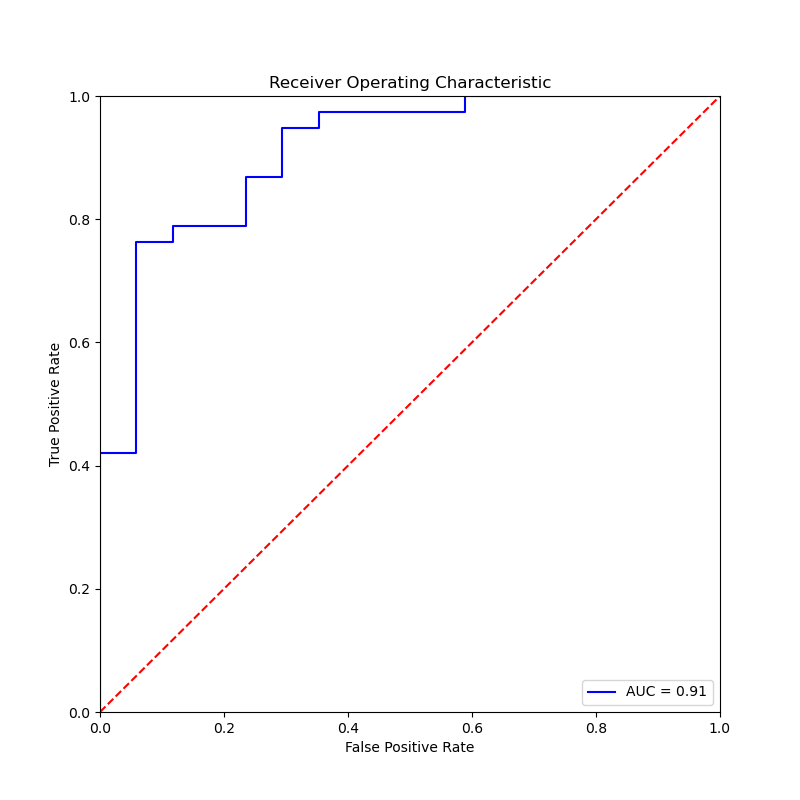 Receiver Operating Characteristic
1.0
0.8
0.6
0.4
0.2
0.0
True Positive Rate
AUC = 0.91
0.0 0.2 0.4 0.6 0.8 1.0
False Positive Rate